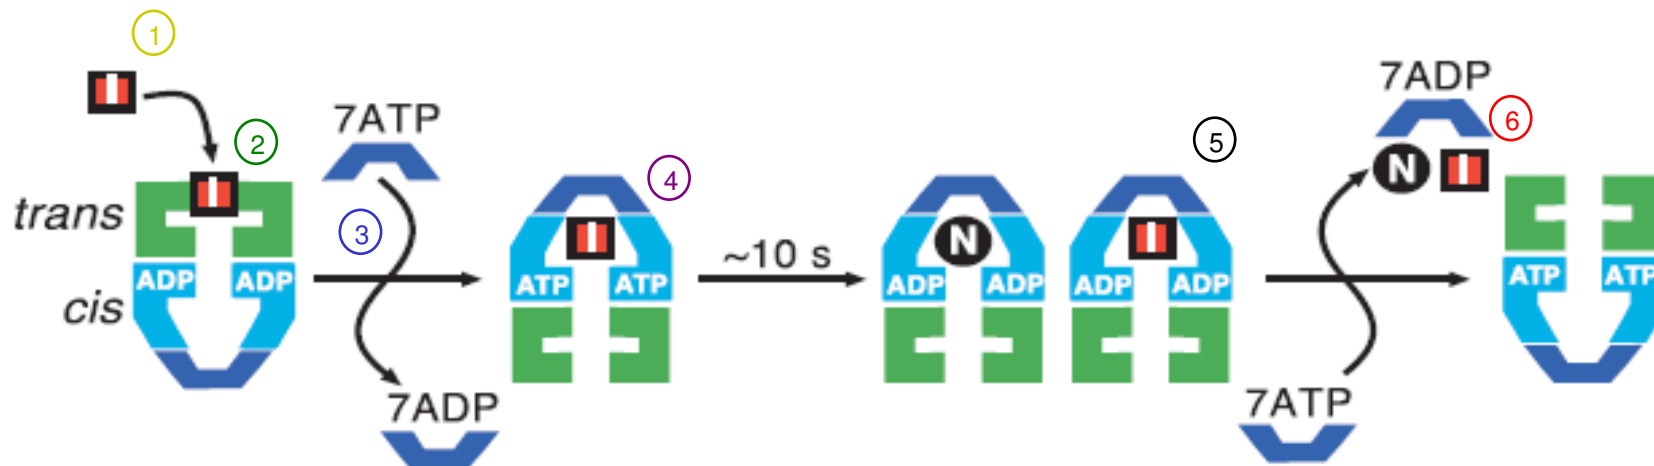 1
I
2
trans
I
ADP ADP
cis
7ATP
3
7ADP
4
I
ATP ATP
~10 s
N
ADP ADP
5
I
ADP ADP
7ADP
6
N I
7ATP
ATP ATP